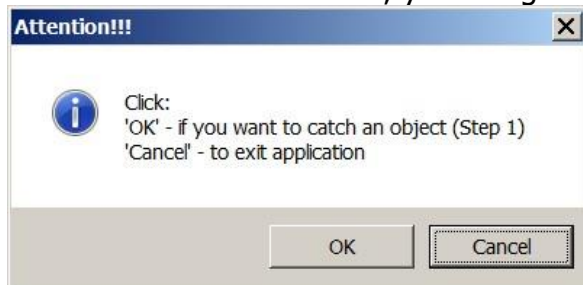 Attention!!!
Click:
'OK' - if you want to catch an object (Step 1)
'Cancel' - to exit application
OK Cancel